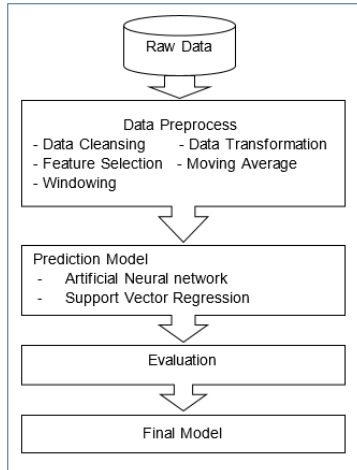 Raw Data
Data Preprocess
- Data Cleansing - Data Transformation
- Feature Selection - Moving Average
- Windowing
Prediction Model
- Artificial Neural network
- Support Vector Regression
Evaluation
Final Model